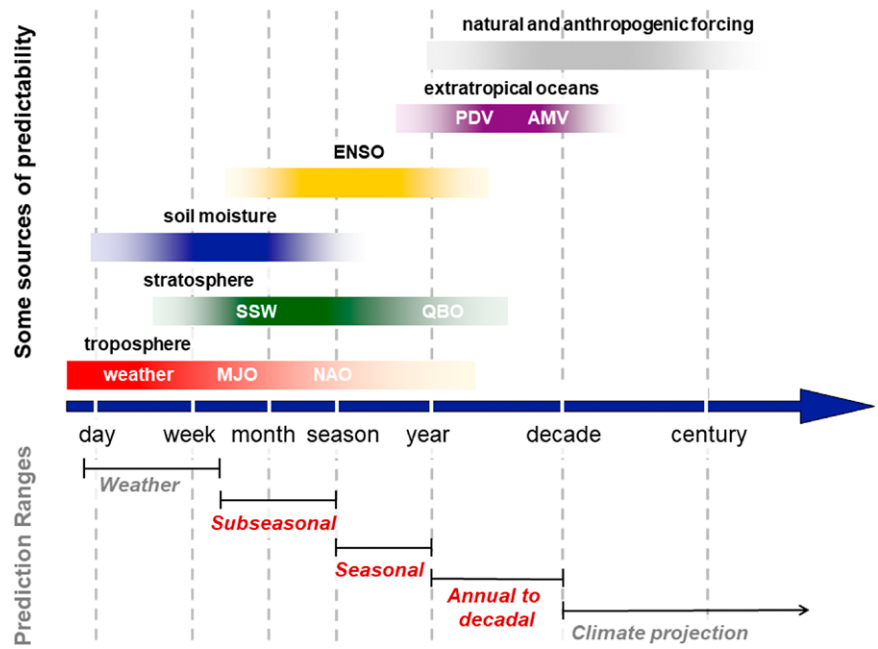 Some sources of predictability
natural and anthropogenic forcing
extratropical oceans
PDV AMV
ENSO
soil moisture
stratosphere
SSW QBO
troposphere
weather MJO NAO
day week month season year decade century
Prediction Ranges
Weather
Subseasonal
Seasonal
Annual to
decadal
Climate projection